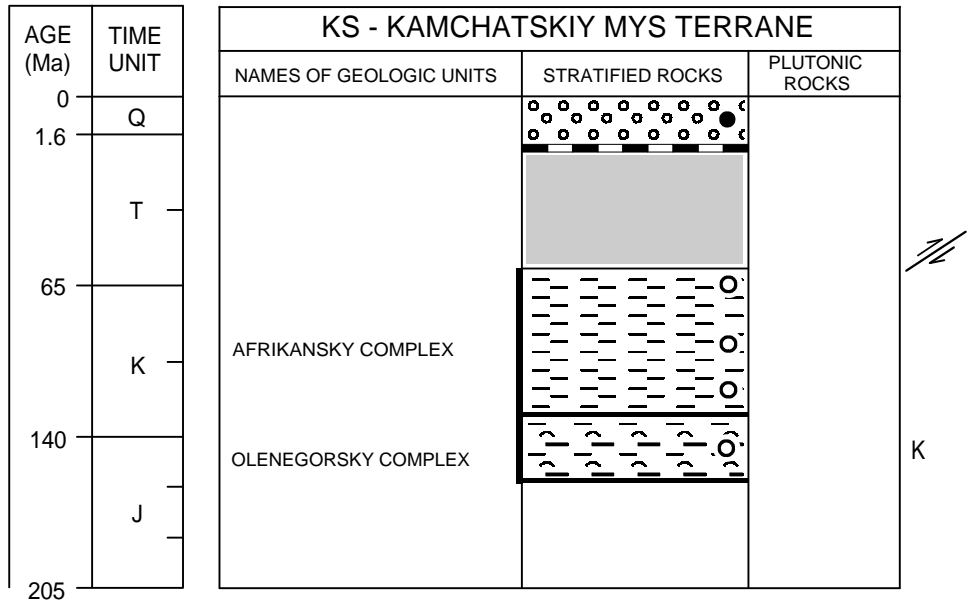 AGE
(Ma)
TIME
UNIT
KS - KAMCHATSKIY MYS TERRANE
NAMES OF GEOLOGIC UNITS
STRATIFIED ROCKS
PLUTONIC
ROCKS
0
Q
1.6
T
65
AFRIKANSKY COMPLEX
K
140
OLENEGORSKY COMPLEX
K
J
205